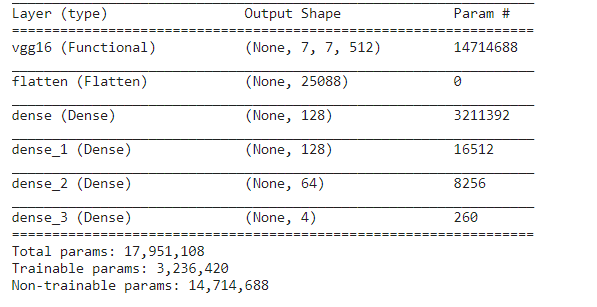 Layer (type) Output Shape Param #
vgg16 (Functional) (None, 7, 7, 512) 14714688
flatten (Flatten) (None, 25088) 0
dense (Dense) (None, 128) 3211392
dense_1 (Dense) (None, 128) 16512
dense_2 (Dense) (None, 64) 8256
dense_3 (Dense) (None, 4) 260
Total params: 17,951,108
Trainable params: 3,236,420
Non-trainable params: 14,714,688